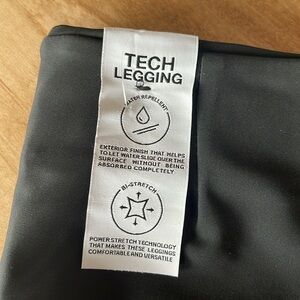 TECH
LEGGING
WATER REPELLENT
EXTERIOR FINISH THAT HELPS
TO LET WATER SLIDE OVER THE
SURFACE WITHOUT BEING
ABSORBED COMPLETELY
BI-STRETCH
POWER STRETCH TECHNOLOGY
THAT MAKES THESE LEGGINGS
COMFORTABLE AND VERSATILE